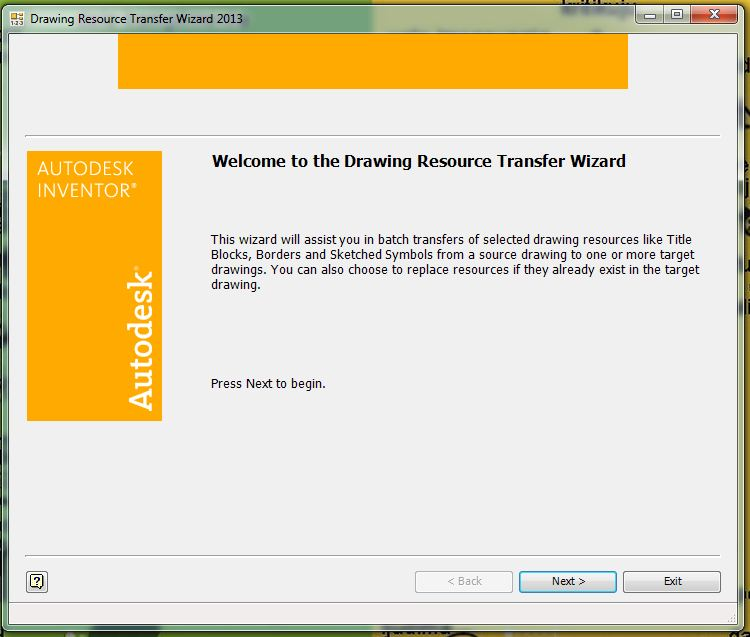 Drawing Resource Transfer Wizard 2013
AUTODESK
INVENTOR®
Autodesk®
Welcome to the Drawing Resource Transfer Wizard
This wizard will assist you in batch transfers of selected drawing resources like Title
Blocks, Borders and Sketched Symbols from a source drawing to one or more target
drawings. You can also choose to replace resources if they already exist in the target
drawing.
Press Next to begin.
?
< Back
Next >
Exit